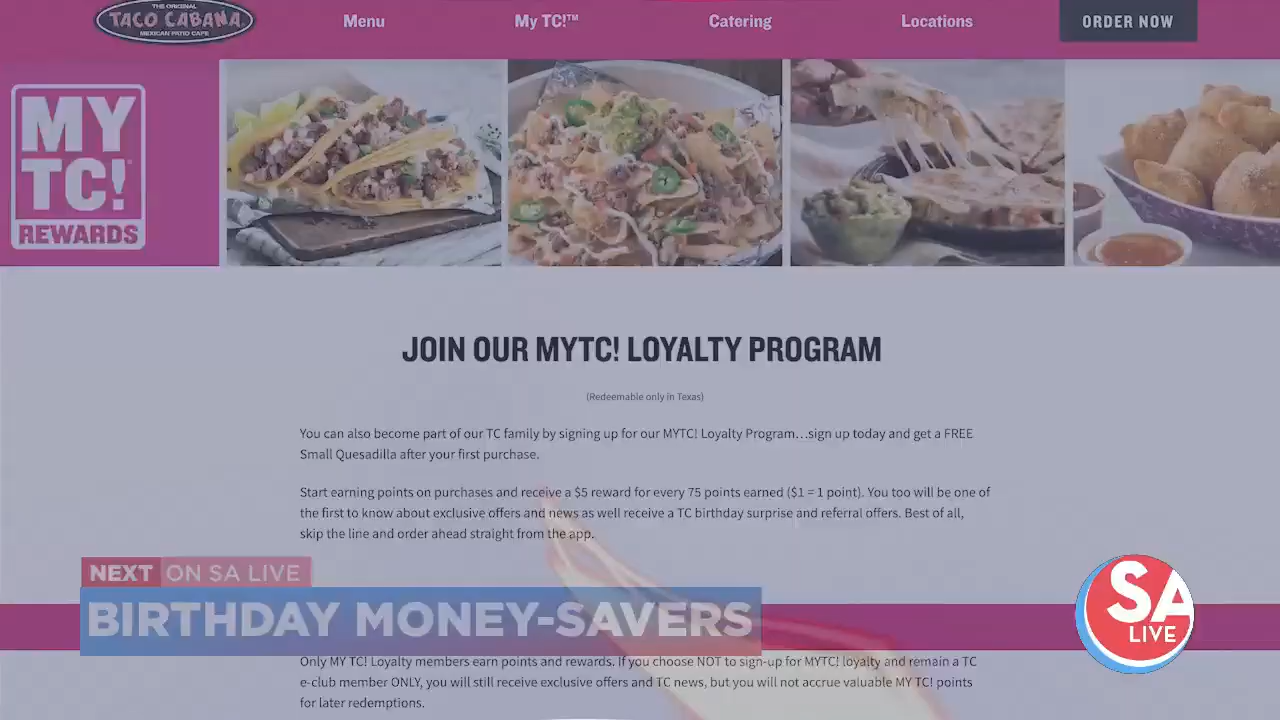 THE ORIGINAL
TACO CABANA
MEXICAN PATIO CAFE
Menu
My TC!™
Catering
Locations
ORDER NOW
MY
TC!
REWARDS
JOIN OUR MYTC! LOYALTY PROGRAM
(Redeemable only in Texas)
You can also become part of our TC family by signing up for our MYTC! Loyalty Program…sign up today and get a FREE
Small Quesadilla after your first purchase.
Start earning points on purchases and receive a $5 reward for every 75 points earned ($1 = 1 point). You too will be one of
the first to know about exclusive offers and news as well receive a TC birthday surprise and referral offers. Best of all,
skip the line and order ahead straight from the app.
NEXT ON SA LIVE
BIRTHDAY MONEY-SAVERS
SA
LIVE
Only MY TC! Loyalty members earn points and rewards. If you choose NOT to sign-up for MYTC! loyalty and remain a TC
e-club member ONLY, you will still receive exclusive offers and TC news, but you will not accrue valuable MY TC! points
for later redemptions.